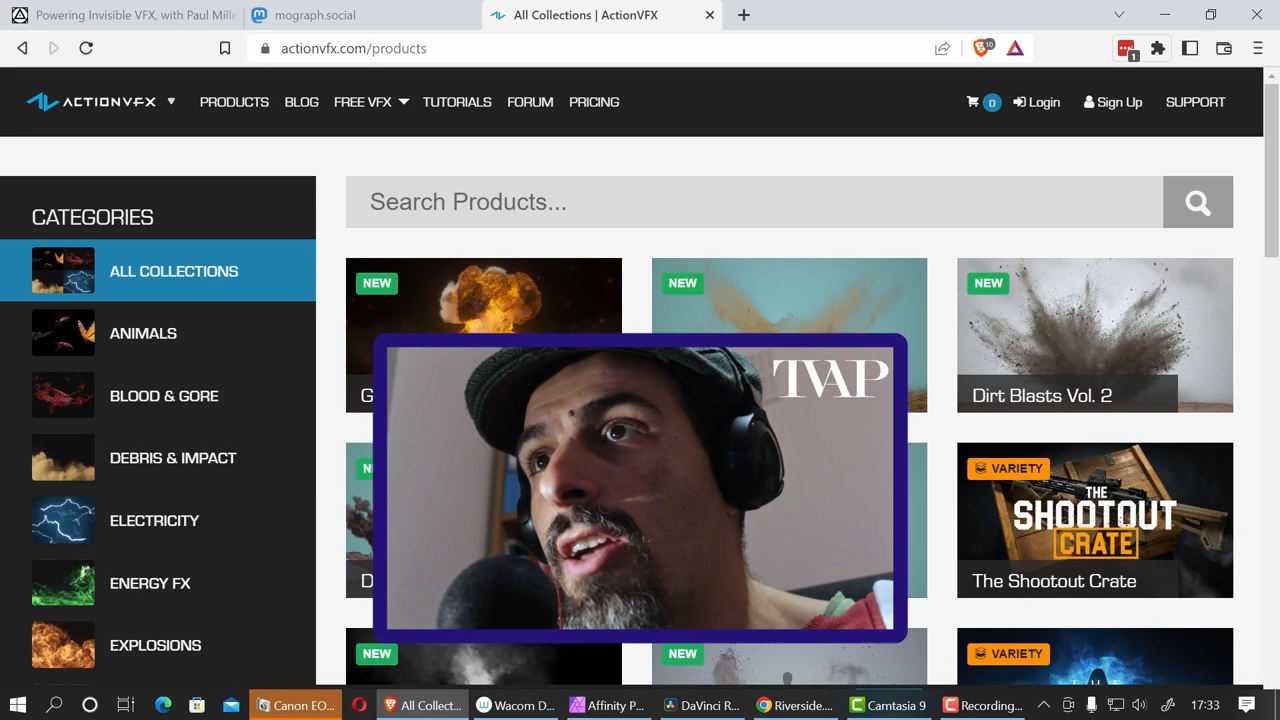 Powering Invisible VFX, with Paul Mille
mograph.social
All Collections | ActionVFX
actionvfx.com/products
10
1
ACTIONVFX
PRODUCTS
BLOG
FREE VFX
TUTORIALS
FORUM
PRICING
0
Login
Sign Up
SUPPORT
CATEGORIES
ALL COLLECTIONS
ANIMALS
BLOOD & GORE
DEBRIS & IMPACT
ELECTRICITY
ENERGY FX
EXPLOSIONS
Search Products...
NEW
G
NEW
NEW
Dirt Blasts Vol. 2
TVAP
N
D
VARIETY
THE
SHOOTOUT
CRATE
The Shootout Crate
NEW
NEW
VARIETY
Canon EO...
All Collect...
Wacom D...
Affinity P...
DaVinci R...
Riverside....
Camtasia 9
Recording...
17:33